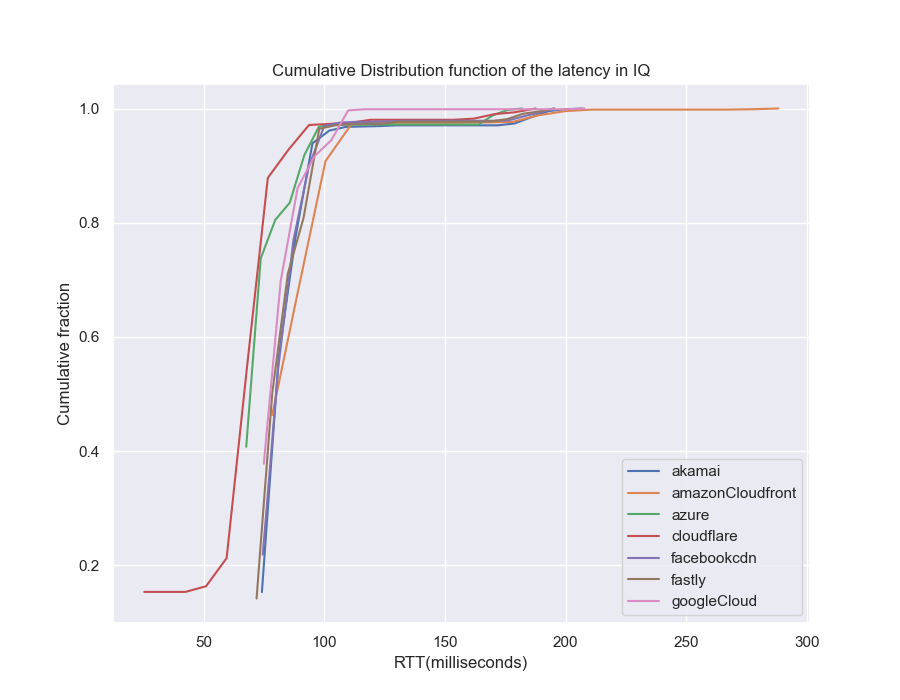 Cumulative Distribution function of the latency in IQ
Cumulative fraction
1.0
0.8
0.6
0.4
0.2
50
100
150
200
250
300
RTT(milliseconds)
akamai
amazonCloudfront
azure
cloudflare
facebookcdn
fastly
googleCloud